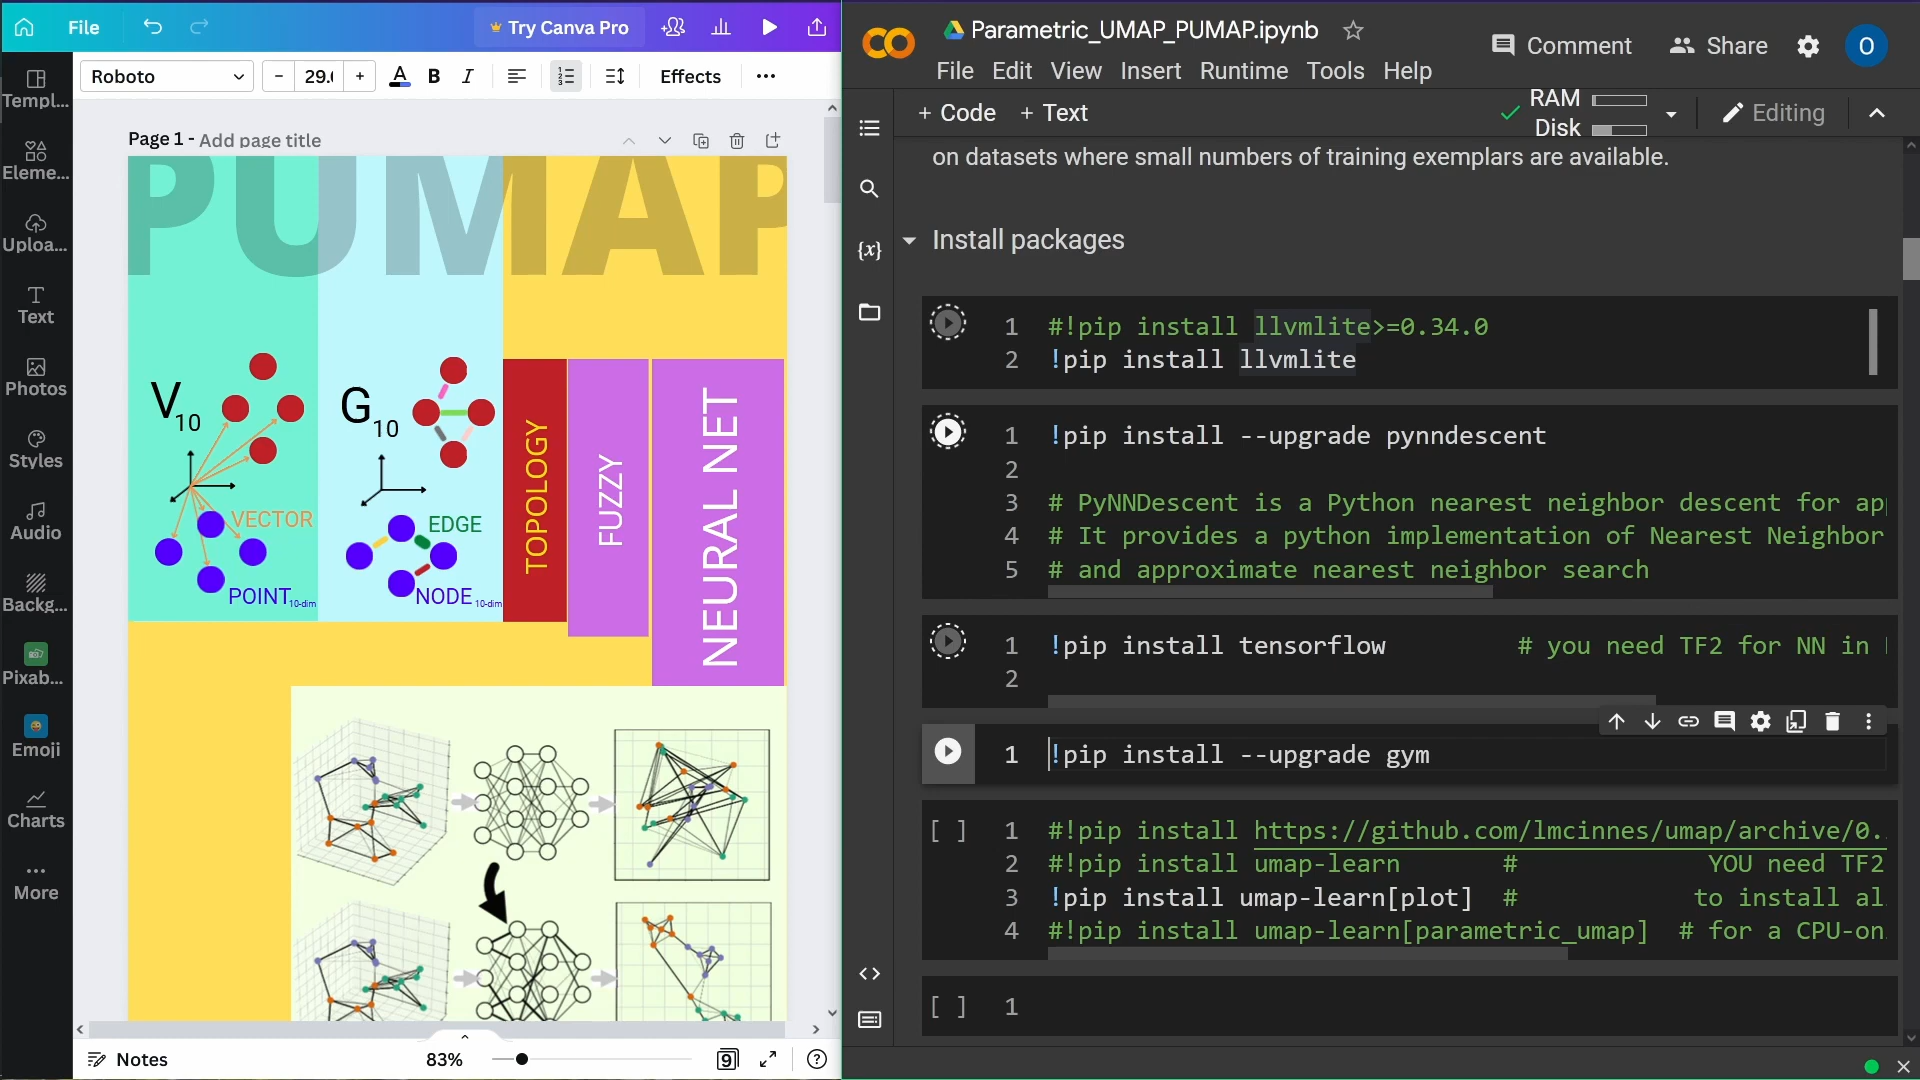 File
Try Canva Pro
Roboto
29.
B
I
Effects
Templ...
Eleme...
Uploa...
Text
Photos
Styles
Audio
Backg...
Pixab...
Emoji
Charts
More
Page 1 - Add page title
PUMAP
V10
VECTOR
POINT10-dim
G10
EDGE
NODE 10-dim
TOPOLOGY
FUZZY
NEURAL NET
Notes
83%
9
Parametric_UMAP_PUMAP.ipynb
Comment
Share
O
File Edit View Insert Runtime Tools Help
+ Code + Text
RAM
Disk
Editing
on datasets where small numbers of training exemplars are available.
Install packages
{x}
1 #!pip install llvmlite>=0.34.0
2 !pip install llvmlite
1 !pip install --upgrade pynndescent
2
3 # PyNNDescent is a Python nearest neighbor descent for ap
4 # It provides a python implementation of Nearest Neighbor
5 # and approximate nearest neighbor search
1 !pip install tensorflow # you need TF2 for NN in
2
1 !pip install --upgrade gym
[ ] 1 #!pip install https://github.com/lmcinnes/umap/archive/0.
2 #!pip install umap-learn # YOU need TF2
3 !pip install umap-learn[plot] # to install al
4 #!pip install umap-learn[parametric_umap] # for a CPU-on
[ ] 1